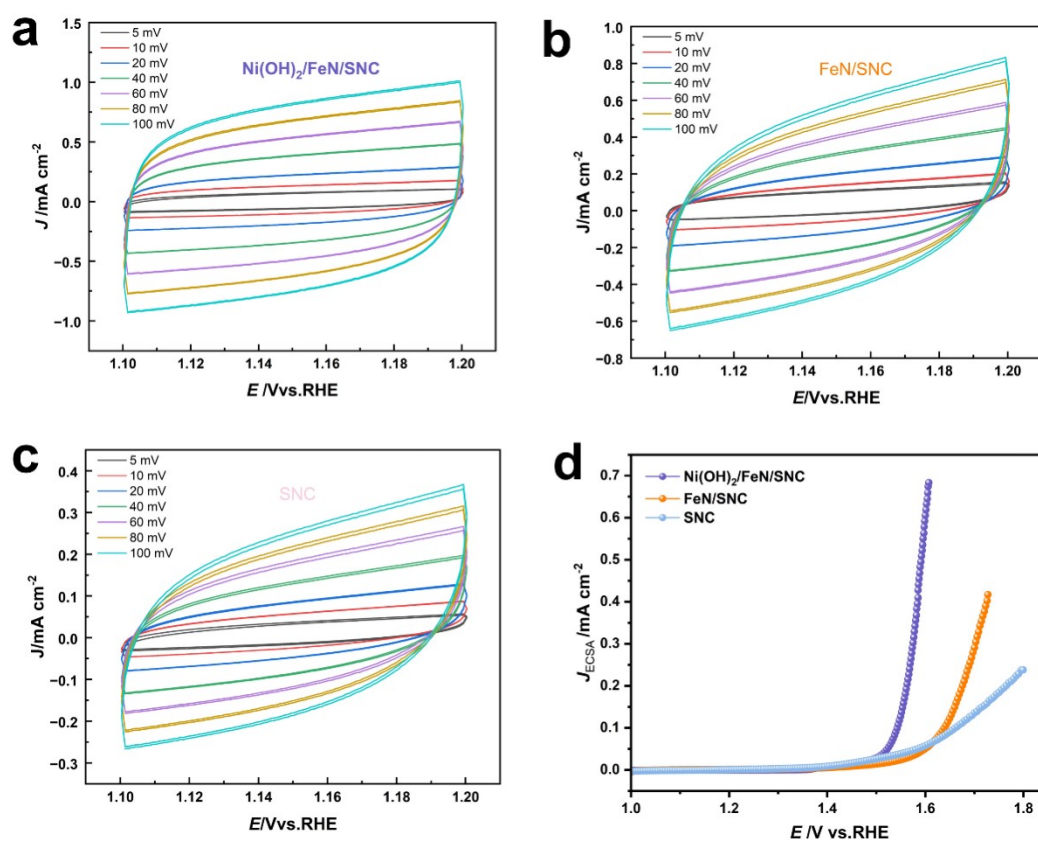 a
5 mV
10 mV
20 mV
40 mV
60 mV
80 mV
100 mV
Ni(OH)₂/FeN/SNC
1.5
1.0
0.5
0.0
−0.5
−1.0
J/mA cm⁻²
1.10 1.12 1.14 1.16 1.18 1.20
E /Vvs.RHE
b
5 mV
10 mV
20 mV
40 mV
60 mV
80 mV
100 mV
FeN/SNC
1.0
0.8
0.6
0.4
0.2
0.0
−0.2
−0.4
−0.6
−0.8
J/mA cm⁻²
1.10 1.12 1.14 1.16 1.18 1.20
E/Vvs.RHE
c
5 mV
10 mV
20 mV
40 mV
60 mV
80 mV
100 mV
SNC
0.4
0.3
0.2
0.1
0.0
−0.1
−0.2
−0.3
J/mA cm⁻²
1.10 1.12 1.14 1.16 1.18 1.20
E/Vvs.RHE
d
Ni(OH)₂/FeN/SNC
FeN/SNC
SNC
0.7
0.6
0.5
0.4
0.3
0.2
0.1
0.0
J_ECSA /mA cm⁻²
1.0 1.2 1.4 1.6 1.8
E /V vs.RHE